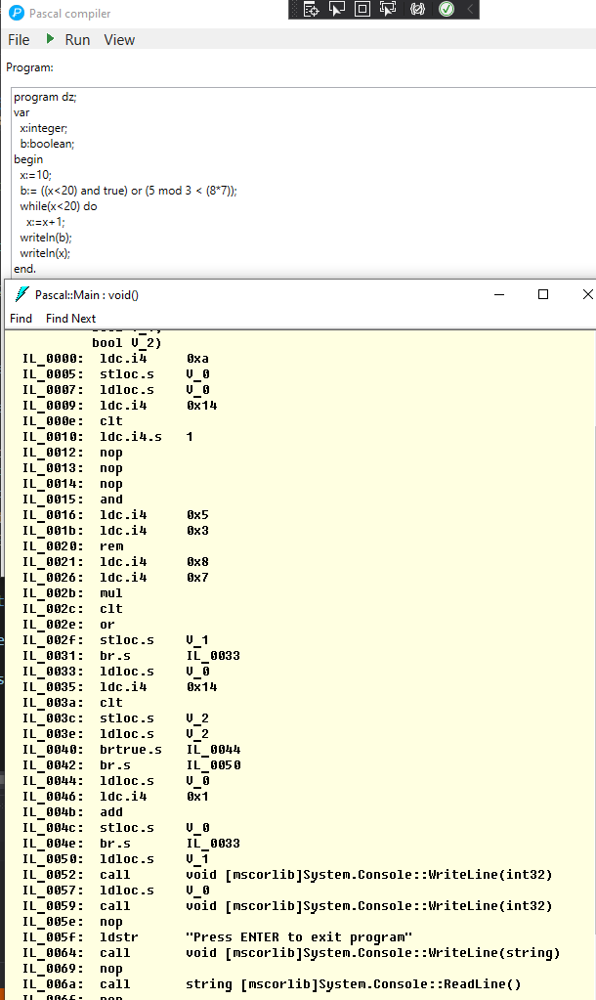 Pascal compiler
File Run View
Program:
program dz;
var
x:integer;
b:boolean;
begin
x:=10;
b:= ((x<20) and true) or (5 mod 3 < (8*7));
while(x<20) do
x:=x+1;
writeln(b);
writeln(x);
end.
Pascal::Main : void()
Find Find Next
bool V_2)
IL_0000: ldc.i4 0xa
IL_0005: stloc.s V_0
IL_0007: ldloc.s V_0
IL_0009: ldc.i4 0x14
IL_000e: clt
IL_0010: ldc.i4.s 1
IL_0012: nop
IL_0013: nop
IL_0014: nop
IL_0015: and
IL_0016: ldc.i4 0x5
IL_001b: ldc.i4 0x3
IL_0020: rem
IL_0021: ldc.i4 0x8
IL_0026: ldc.i4 0x7
IL_002b: mul
IL_002c: clt
IL_002e: or
IL_002f: stloc.s V_1
IL_0031: br.s IL_0033
IL_0033: ldloc.s V_0
IL_0035: ldc.i4 0x14
IL_003a: clt
IL_003c: stloc.s V_2
IL_003e: ldloc.s V_2
IL_0040: brtrue.s IL_0044
IL_0042: br.s IL_0050
IL_0044: ldloc.s V_0
IL_0046: ldc.i4 0x1
IL_004b: add
IL_004c: stloc.s V_0
IL_004e: br.s IL_0033
IL_0050: ldloc.s V_1
IL_0052: call void [mscorlib]System.Console::WriteLine(int32)
IL_0057: ldloc.s V_0
IL_0059: call void [mscorlib]System.Console::WriteLine(int32)
IL_005e: nop
IL_005f: ldstr "Press ENTER to exit program"
IL_0064: call void [mscorlib]System.Console::WriteLine(string)
IL_0069: nop
IL_006a: call string [mscorlib]System.Console::ReadLine()